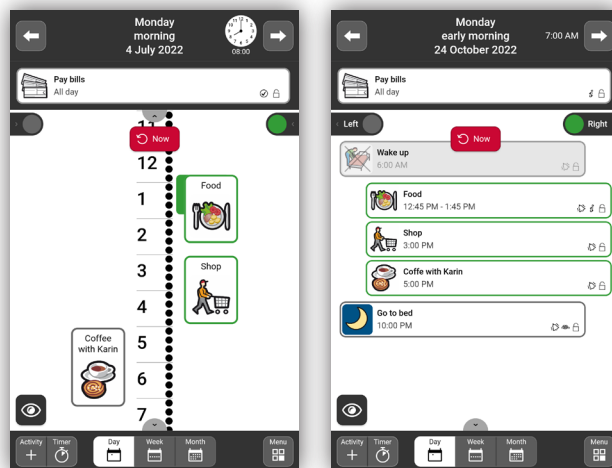 Monday
morning
4 July 2022
08:00
Pay bills
All day
Now
12
1
2
3
4
5
6
7
Food
Shop
Coffee
with Karin
Activity
Timer
Day
Week
Month
Menu
Monday
early morning
24 October 2022
7:00 AM
Pay bills
All day
Left
Right
Now
Wake up
6:00 AM
Food
12:45 PM - 1:45 PM
Shop
3:00 PM
Coffe with Karin
5:00 PM
Go to bed
10:00 PM
Activity
Timer
Day
Week
Month
Menu